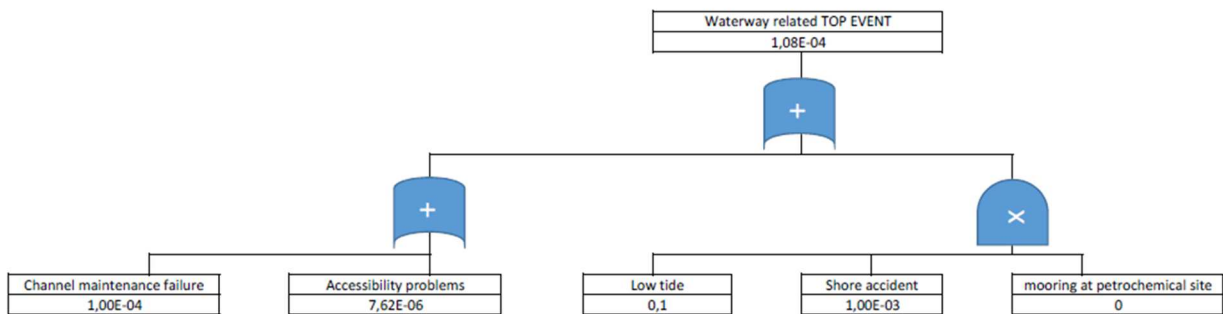 Waterway related TOP EVENT
1,08E-04
+
+
X
Channel maintenance failure
1,00E-04
Accessibility problems
7,62E-06
Low tide
0,1
Shore accident
1,00E-03
mooring at petrochemical site
0